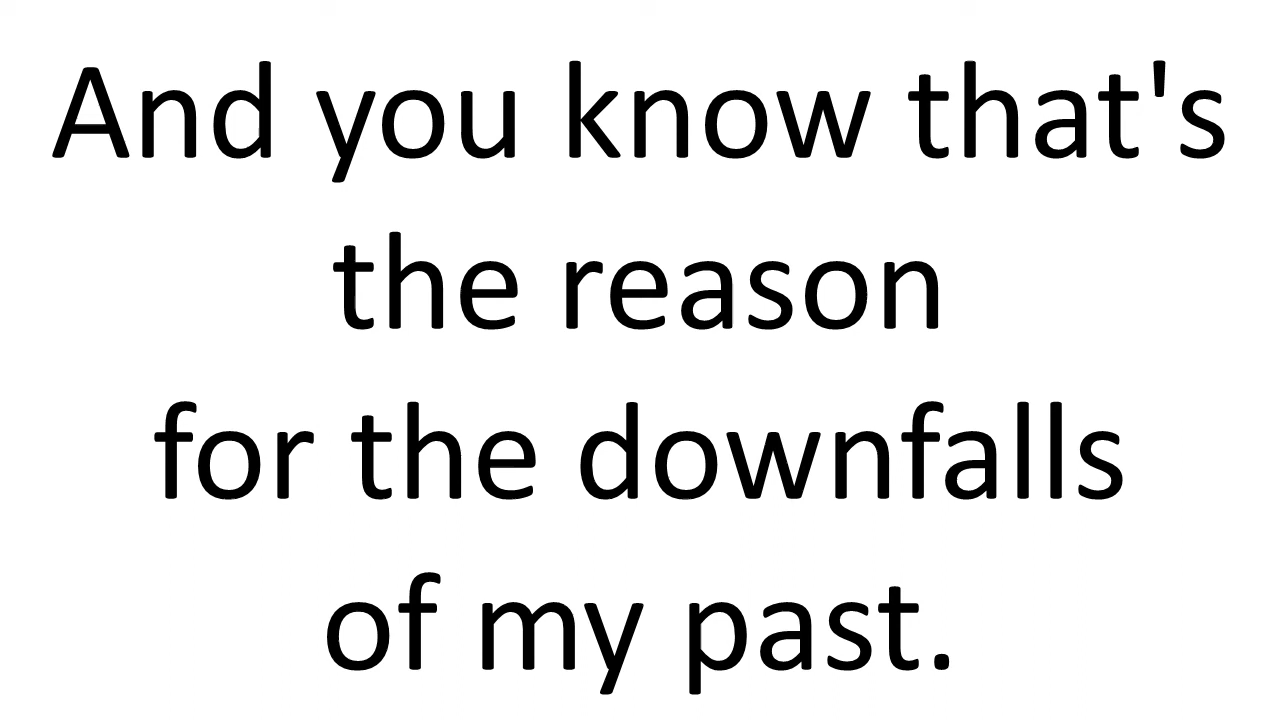 And you know that's
the reason
for the downfalls
of my past.